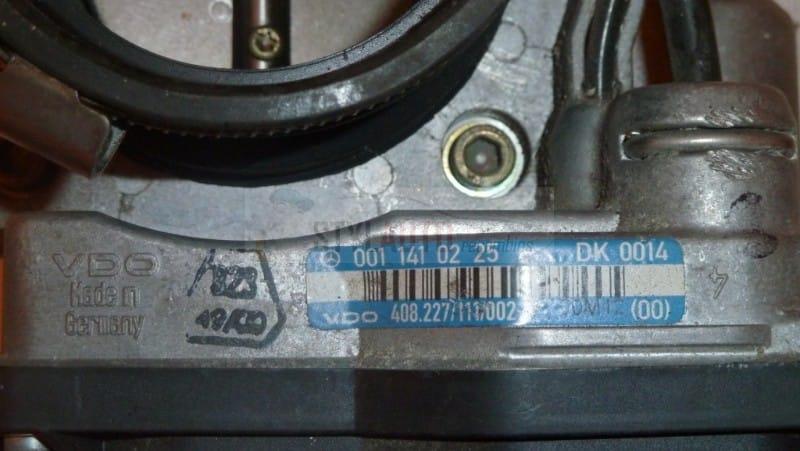 VDO
Made in
Germany
823
49/00
001 141 02 25 DK 0014
VDO 408.227/111/002 (00)
4